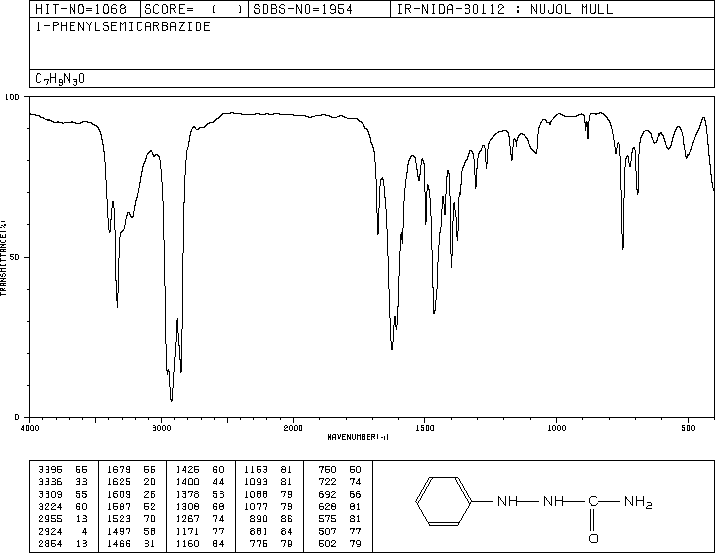 HIT-NO=1068 SCORE= ( ) SDBS-NO=1954 IR-NIDA-30112 : NUJOL MULL
1-PHENYLSEMICARBAZIDE
C7H9N3O
100
50
0
TRANSMITTANCE(%)
4000 3000 2000 1500 1000 500
WAVENUMBER(-1)
3395 55 1679 55 1425 60 1153 81 750 50
3336 33 1625 20 1400 44 1093 81 722 74
3309 55 1609 26 1378 53 1088 79 692 66
3224 60 1587 52 1308 68 1077 79 628 81
2955 13 1523 70 1267 74 890 86 575 81
2924 4 1497 58 1171 77 881 84 507 77
2854 13 1466 31 1160 84 775 79 502 79
NH NH C NH2
O